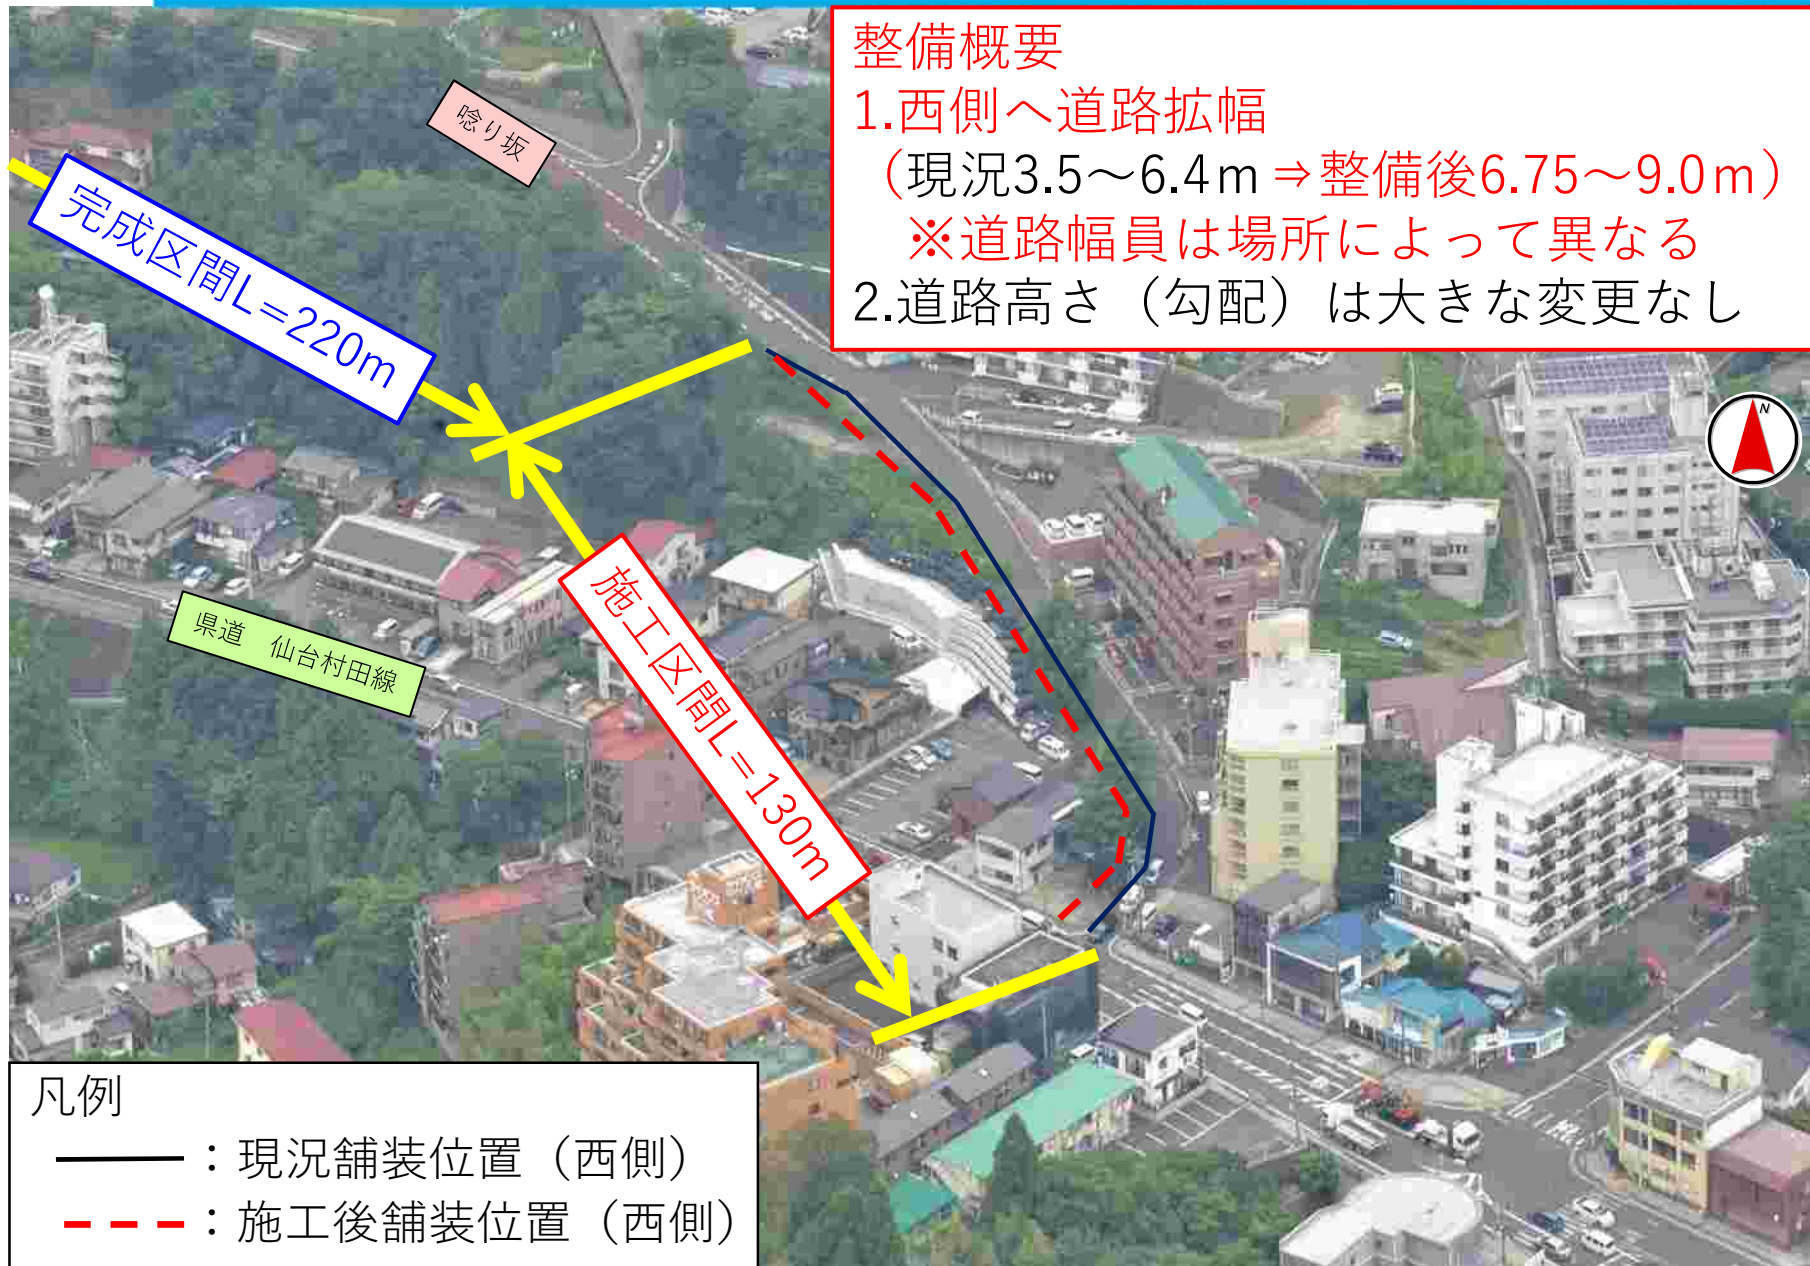 整備概要
1.西側へ道路拡幅
（現況3.5～6.4ｍ⇒整備後6.75～9.0ｍ）
※道路幅員は場所によって異なる
2.道路高さ（勾配）は大きな変更なし
唸り坂
完成区間L=220m
N
県道　仙台村田線
施工区間L=130m
凡例
：現況舗装位置（西側）
：施工後舗装位置（西側）